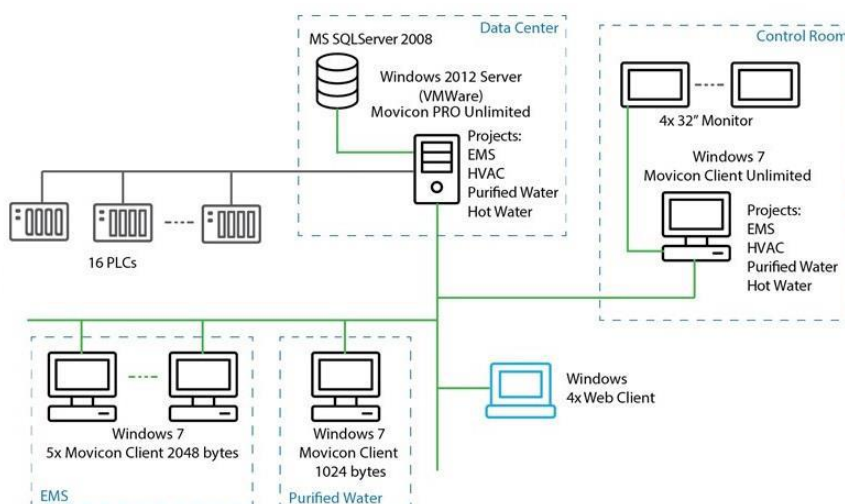 Data Center
MS SQLServer 2008
Windows 2012 Server
(VMWare)
Movicon PRO Unlimited
Projects:
EMS
HVAC
Purified Water
Hot Water
Control Room
4x 32" Monitor
Windows 7
Movicon Client Unlimited
Projects:
EMS
HVAC
Purified Water
Hot Water
16 PLCs
Windows 7
5x Movicon Client 2048 bytes
EMS
Windows 7
Movicon Client
1024 bytes
Purified Water
Windows
4x Web Client